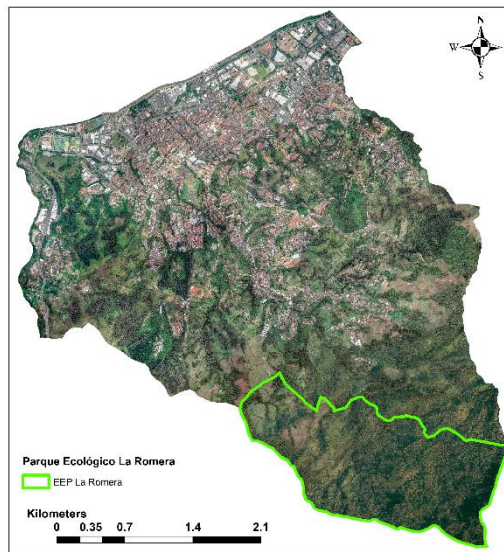 N
W E
S
Parque Ecológico La Romera
EEP La Romera
Kilometers
0 0.35 0.7 1.4 2.1